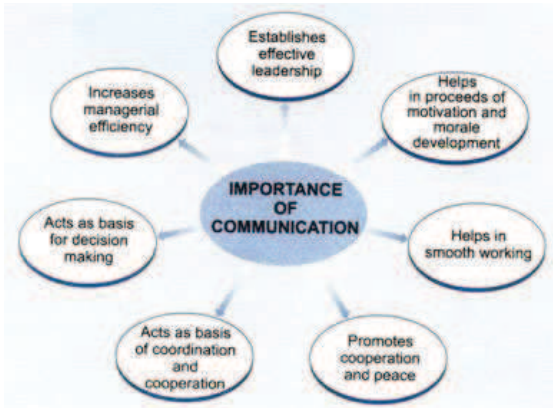 Establishes
effective
leadership
Helps
in proceeds of
motivation and
morale
development
Helps in
smooth working
Promotes
cooperation
and peace
Acts as basis
of coordination
and
cooperation
Acts as basis
for decision
making
Increases
managerial
efficiency
IMPORTANCE
OF
COMMUNICATION